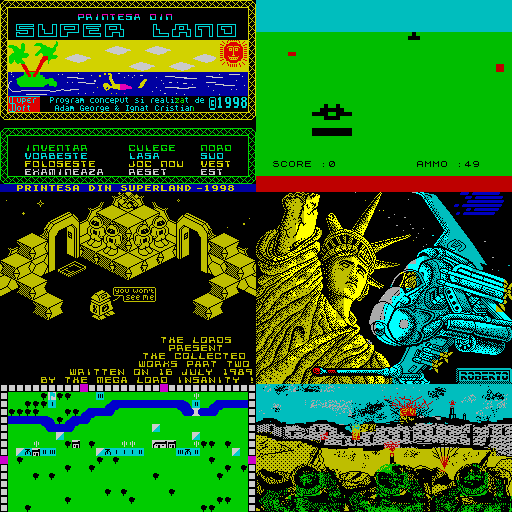 PRINTESA DIN
SUPER LAND
Super
Soft
Program conceput si realizat de
Adam George & Ignat Cristian
©1998
INVENTAR CULEGE NORD
VORBESTE LASA SUD
FOLOSESTE JOC NOU VEST
EXAMINEAZA RESET EST
PRINTESA DIN SUPERLAND -1998
SCORE :0 AMMO :49
you won't
see me
THE LORDS
PRESENT
THE COLLECTED
WORKS PART TWO
WRITTEN ON 16 JULY 1989
BY THE MEGA LORD INSANITY !
ROBERTO